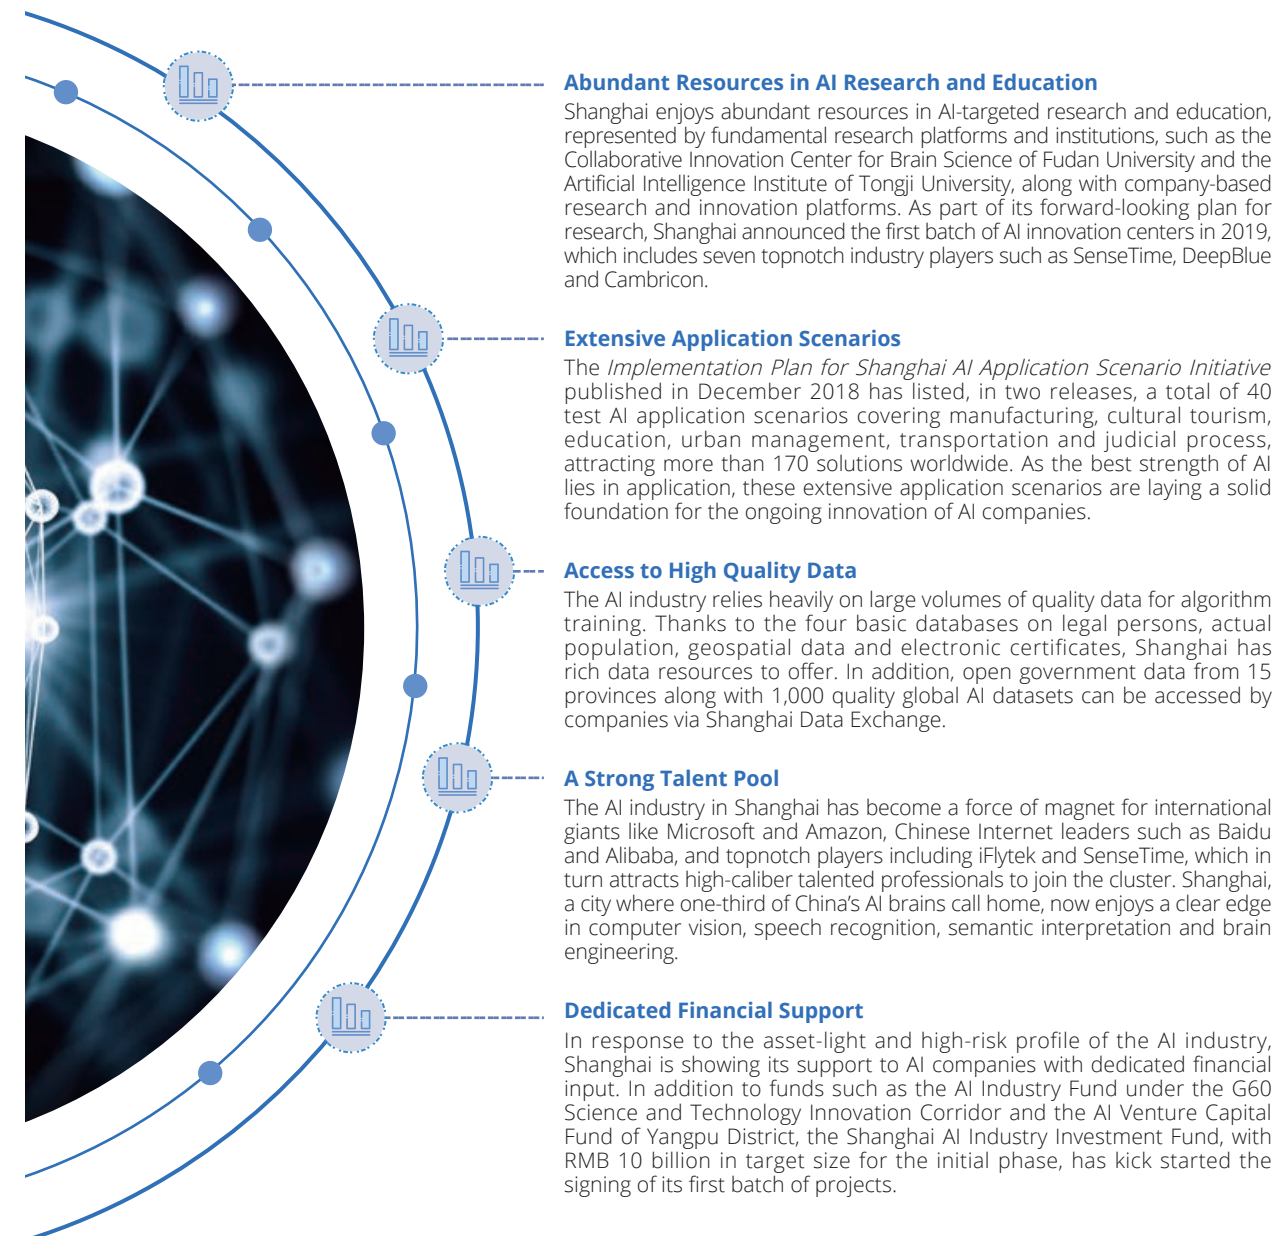 Abundant Resources in AI Research and Education
Shanghai enjoys abundant resources in AI-targeted research and education,
represented by fundamental research platforms and institutions, such as the
Collaborative Innovation Center for Brain Science of Fudan University and the
Artificial Intelligence Institute of Tongji University, along with company-based
research and innovation platforms. As part of its forward-looking plan for
research, Shanghai announced the first batch of AI innovation centers in 2019,
which includes seven topnotch industry players such as SenseTime, DeepBlue
and Cambricon.
Extensive Application Scenarios
The Implementation Plan for Shanghai AI Application Scenario Initiative
published in December 2018 has listed, in two releases, a total of 40
test AI application scenarios covering manufacturing, cultural tourism,
education, urban management, transportation and judicial process,
attracting more than 170 solutions worldwide. As the best strength of AI
lies in application, these extensive application scenarios are laying a solid
foundation for the ongoing innovation of AI companies.
Access to High Quality Data
The AI industry relies heavily on large volumes of quality data for algorithm
training. Thanks to the four basic databases on legal persons, actual
population, geospatial data and electronic certificates, Shanghai has
rich data resources to offer. In addition, open government data from 15
provinces along with 1,000 quality global AI datasets can be accessed by
companies via Shanghai Data Exchange.
A Strong Talent Pool
The AI industry in Shanghai has become a force of magnet for international
giants like Microsoft and Amazon, Chinese Internet leaders such as Baidu
and Alibaba, and topnotch players including iFlytek and SenseTime, which in
turn attracts high-caliber talented professionals to join the cluster. Shanghai,
a city where one-third of China’s AI brains call home, now enjoys a clear edge
in computer vision, speech recognition, semantic interpretation and brain
engineering.
Dedicated Financial Support
In response to the asset-light and high-risk profile of the AI industry,
Shanghai is showing its support to AI companies with dedicated financial
input. In addition to funds such as the AI Industry Fund under the G60
Science and Technology Innovation Corridor and the AI Venture Capital
Fund of Yangpu District, the Shanghai AI Industry Investment Fund, with
RMB 10 billion in target size for the initial phase, has kick started the
signing of its first batch of projects.